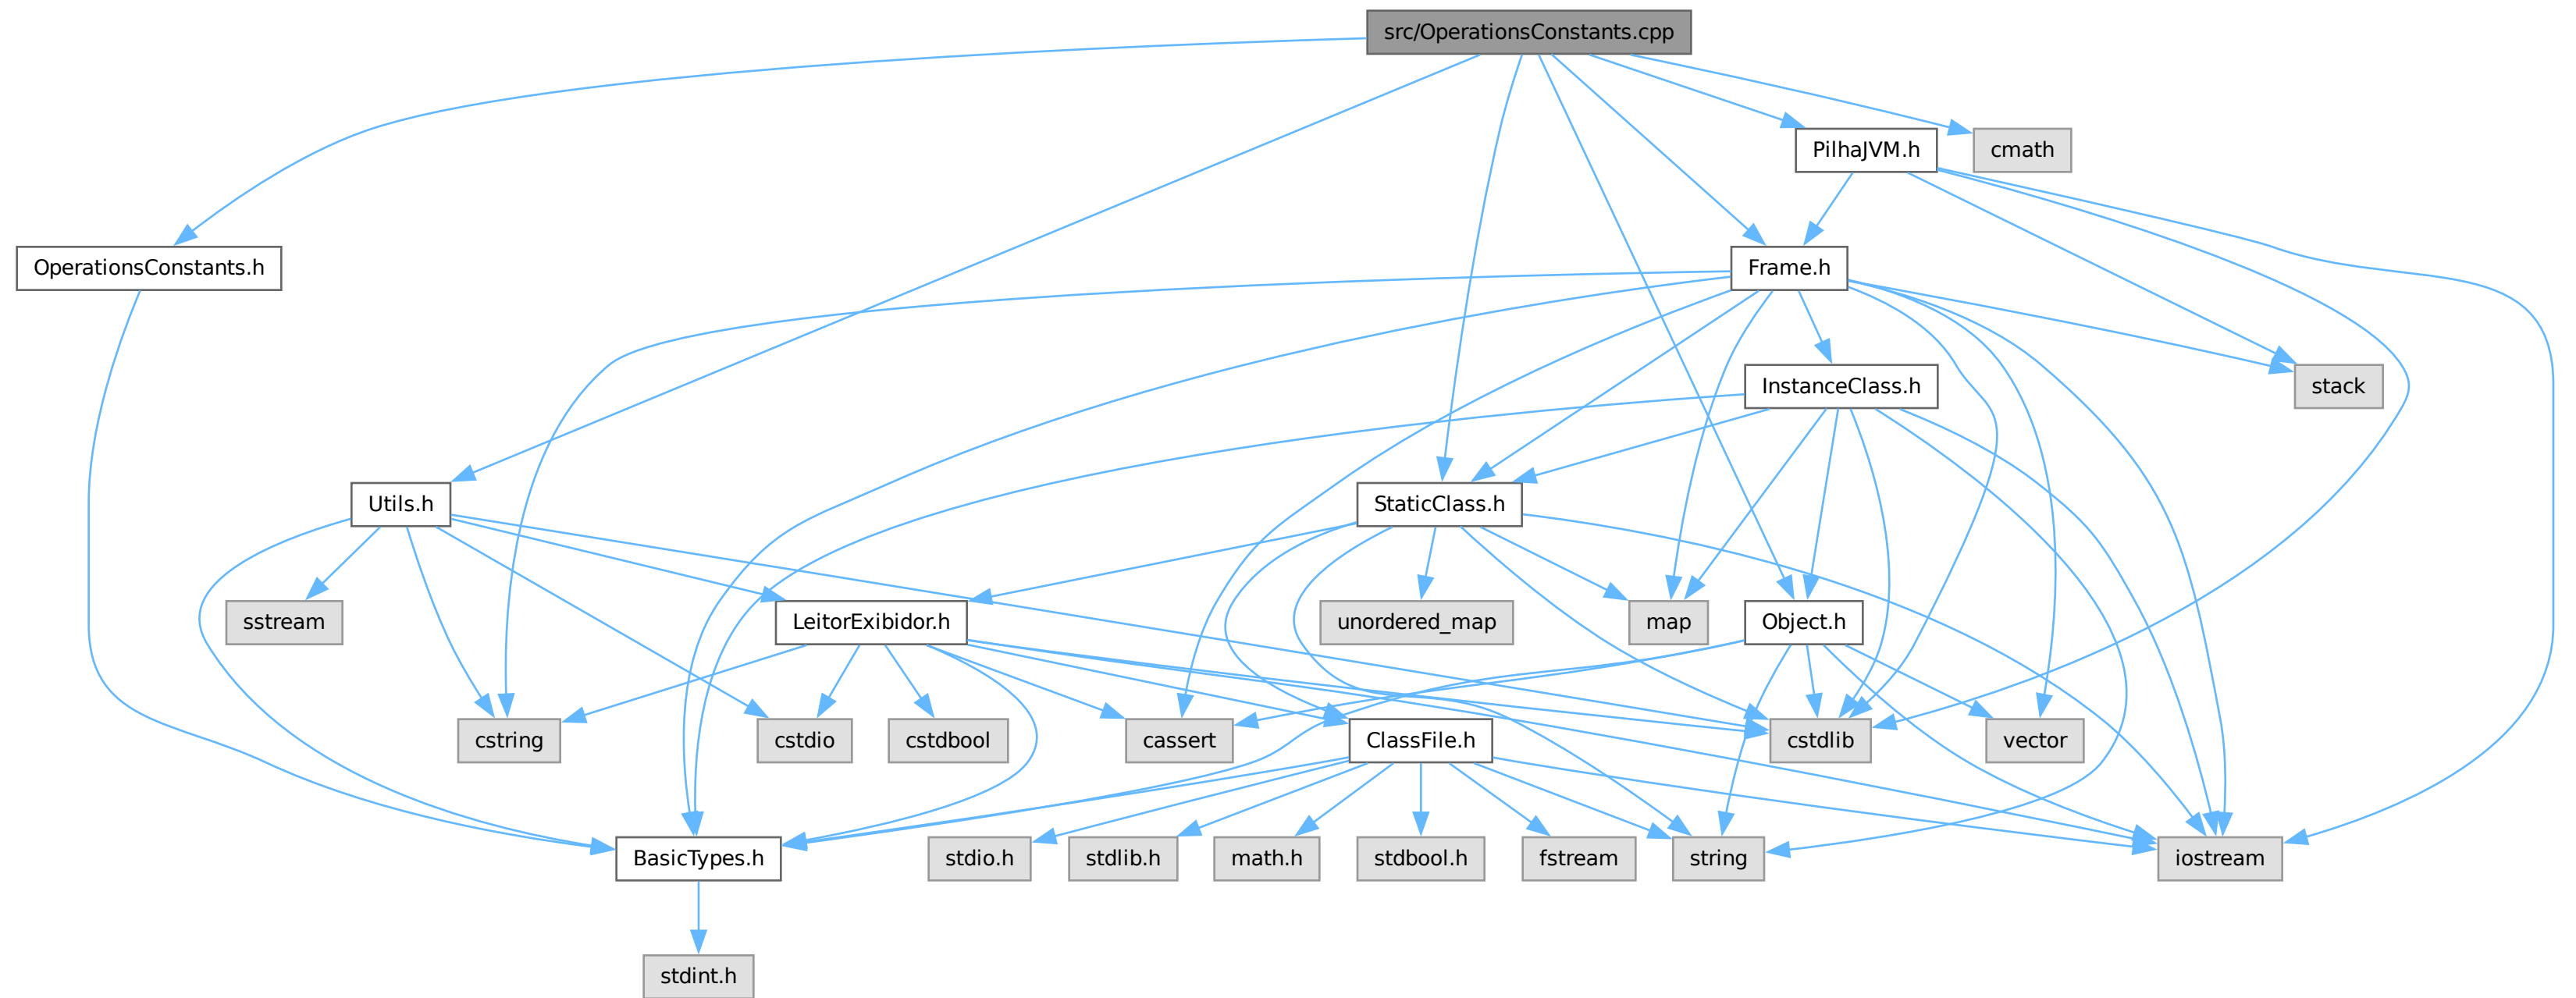 src/OperationsConstants.cpp
PilhaJVM.h
cmath
OperationsConstants.h
Frame.h
InstanceClass.h
stack
Utils.h
StaticClass.h
sstream
LeitorExibidor.h
unordered_map
map
Object.h
cstring
cstdio
cstdbool
cassert
ClassFile.h
cstdlib
vector
BasicTypes.h
stdio.h
stdlib.h
math.h
stdbool.h
fstream
string
iostream
stdint.h